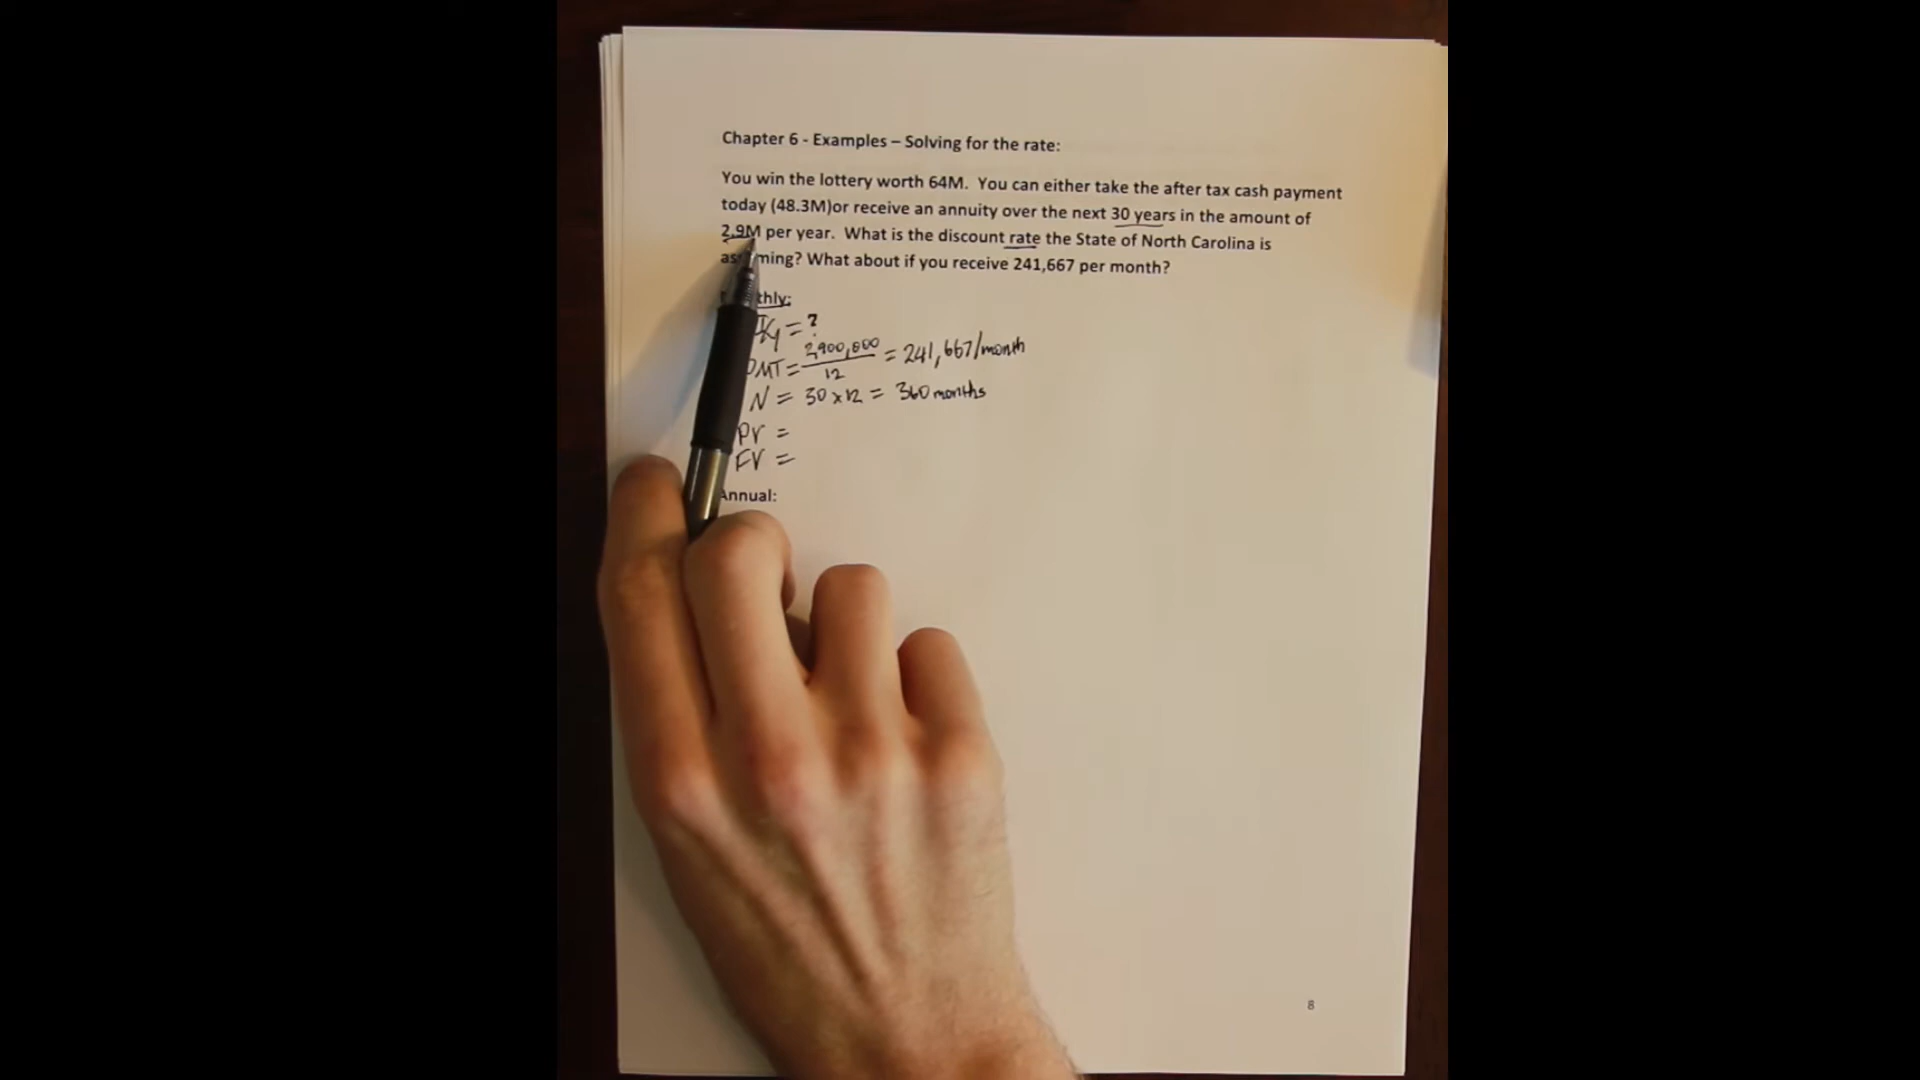 Chapter 6 - Examples – Solving for the rate:
You win the lottery worth 64M. You can either take the after tax cash payment
today (48.3M)or receive an annuity over the next 30 years in the amount of
2.9M per year. What is the discount rate the State of North Carolina is
assuming? What about if you receive 241,667 per month?
thly:
I/Y = ?
PMT = 2,900,000 / 12 = 241,667/month
N = 30 x 12 = 360 months
PV =
FV =
Annual:
8